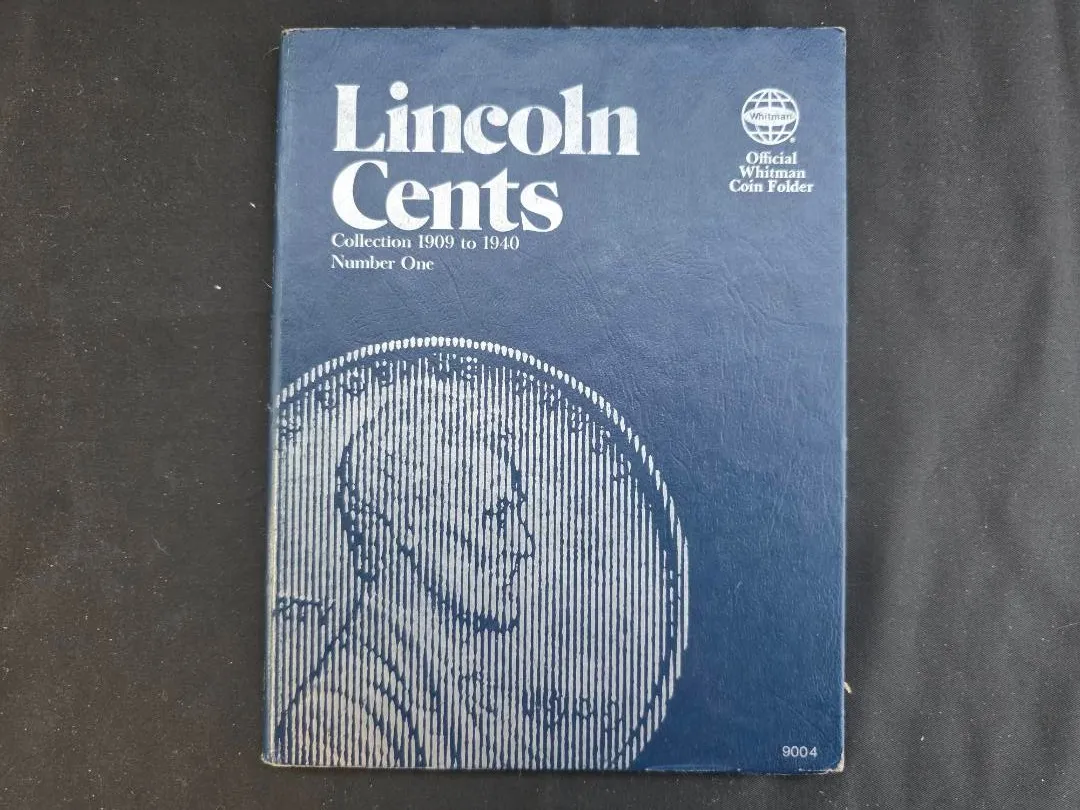 Lincoln
Cents
Collection 1909 to 1940
Number One
Whitman
Official
Whitman
Coin Folder
9004